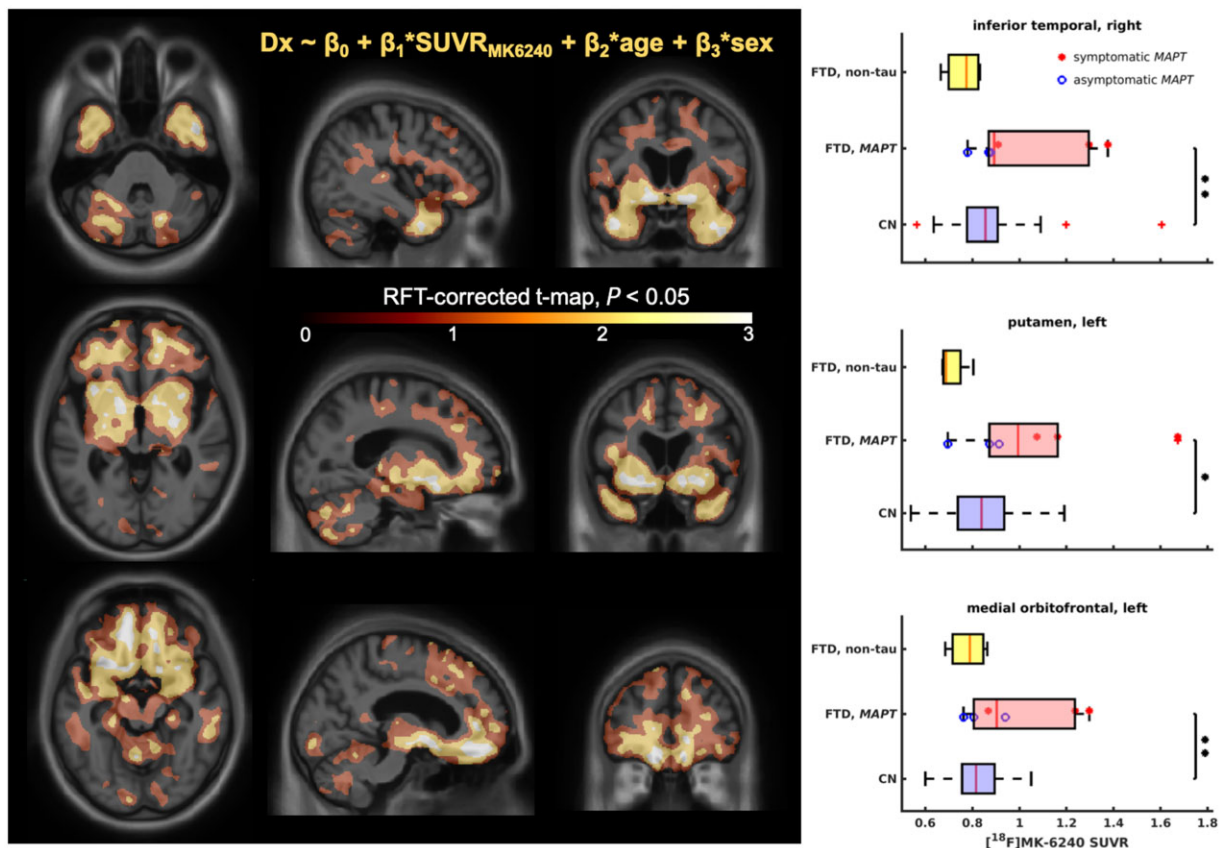 Dx ~ β₀ + β₁*SUVR_MK6240 + β₂*age + β₃*sex
RFT-corrected t-map, P < 0.05
0 1 2 3
inferior temporal, right
FTD, non-tau
symptomatic MAPT
asymptomatic MAPT
FTD, MAPT
**
CN
putamen, left
FTD, non-tau
FTD, MAPT
*
CN
medial orbitofrontal, left
FTD, non-tau
FTD, MAPT
**
CN
0.6 0.8 1 1.2 1.4 1.6 1.8
[¹⁸F]MK-6240 SUVR